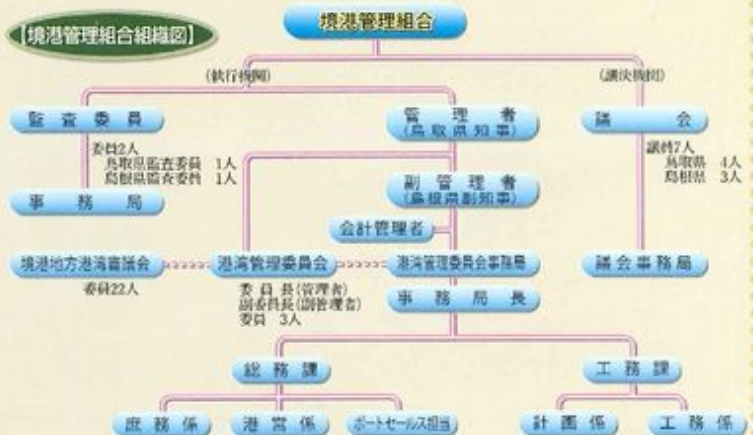 【境港管理組合組織図】
境港管理組合
(執行機関)
(議決機関)
監査委員
管理者
(鳥取県知事)
議会
委員2人
鳥取県監査委員 1人
島根県監査委員 1人
議員7人
鳥取県 4人
島根県 3人
副管理者
(島根県副知事)
事務局
会計管理者
境港地方港湾審議会
港湾管理委員会
港湾管理委員会事務局
議会事務局
委員22人
委員長(管理者)
副委員長(副管理者)
委員 3人
事務局長
総務課
工務課
庶務係
港営係
ポートセールス担当
計画係
工務係